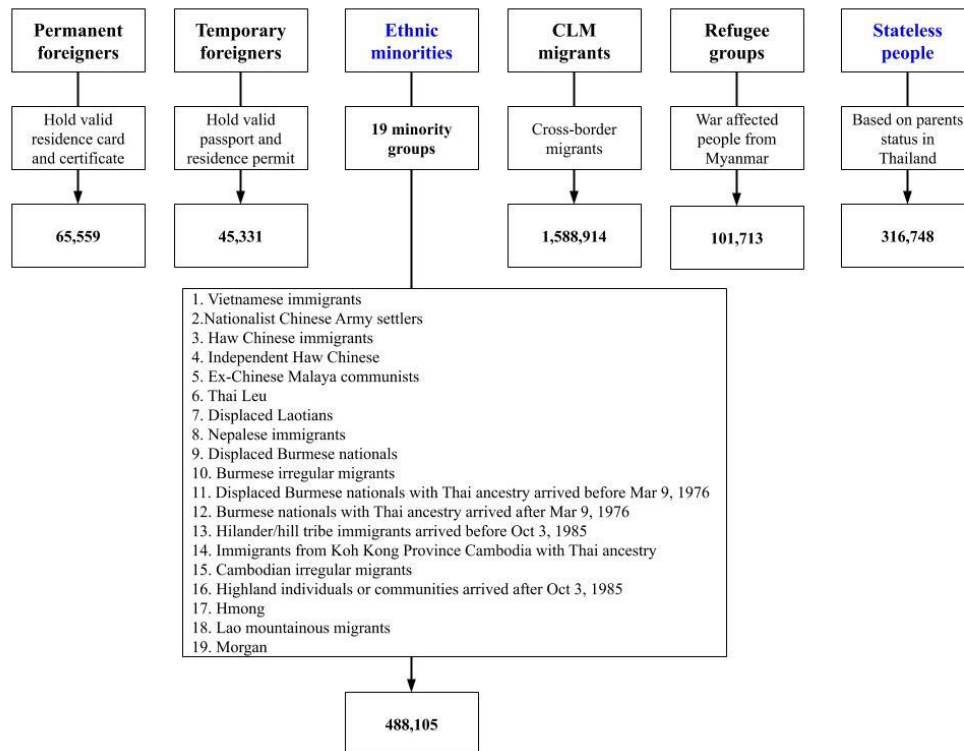 Permanent
foreigners
Temporary
foreigners
Ethnic
minorities
CLM
migrants
Refugee
groups
Stateless
people
Hold valid
residence card
and certificate
Hold valid
passport and
residence permit
19 minority
groups
Cross-border
migrants
War affected
people from
Myanmar
Based on parents
status in
Thailand
65,559
45,331
1,588,914
101,713
316,748
1. Vietnamese immigrants
2.Nationalist Chinese Army settlers
3. Haw Chinese immigrants
4. Independent Haw Chinese
5. Ex-Chinese Malaya communists
6. Thai Leu
7. Displaced Laotians
8. Nepalese immigrants
9. Displaced Burmese nationals
10. Burmese irregular migrants
11. Displaced Burmese nationals with Thai ancestry arrived before Mar 9, 1976
12. Burmese nationals with Thai ancestry arrived after Mar 9, 1976
13. Hilander/hill tribe immigrants arrived before Oct 3, 1985
14. Immigrants from Koh Kong Province Cambodia with Thai ancestry
15. Cambodian irregular migrants
16. Highland individuals or communities arrived after Oct 3, 1985
17. Hmong
18. Lao mountainous migrants
19. Morgan
488,105